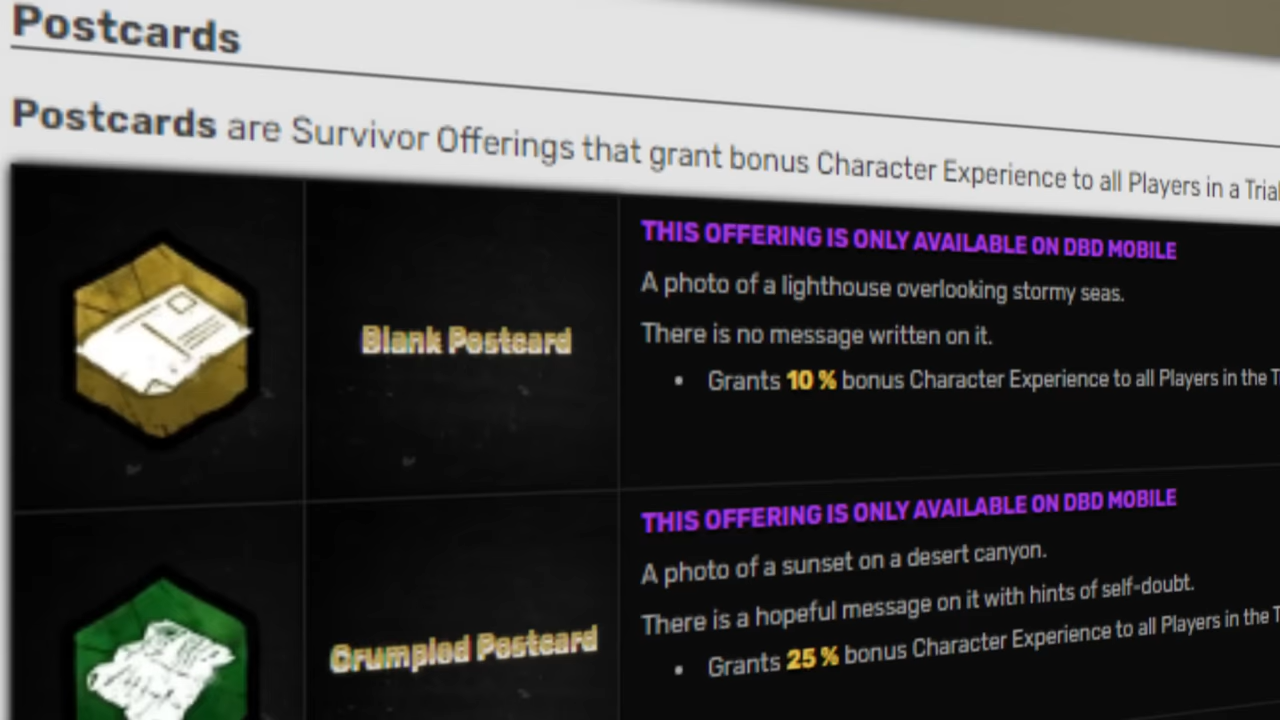 Postcards
Postcards are Survivor Offerings that grant bonus Character Experience to all Players in a Trial
THIS OFFERING IS ONLY AVAILABLE ON DBD MOBILE
A photo of a lighthouse overlooking stormy seas.
Blank Postcard
There is no message written on it.
• Grants 10 % bonus Character Experience to all Players in the T
THIS OFFERING IS ONLY AVAILABLE ON DBD MOBILE
A photo of a sunset on a desert canyon.
Crumpled Postcard
There is a hopeful message on it with hints of self-doubt.
• Grants 25 % bonus Character Experience to all Players in the T